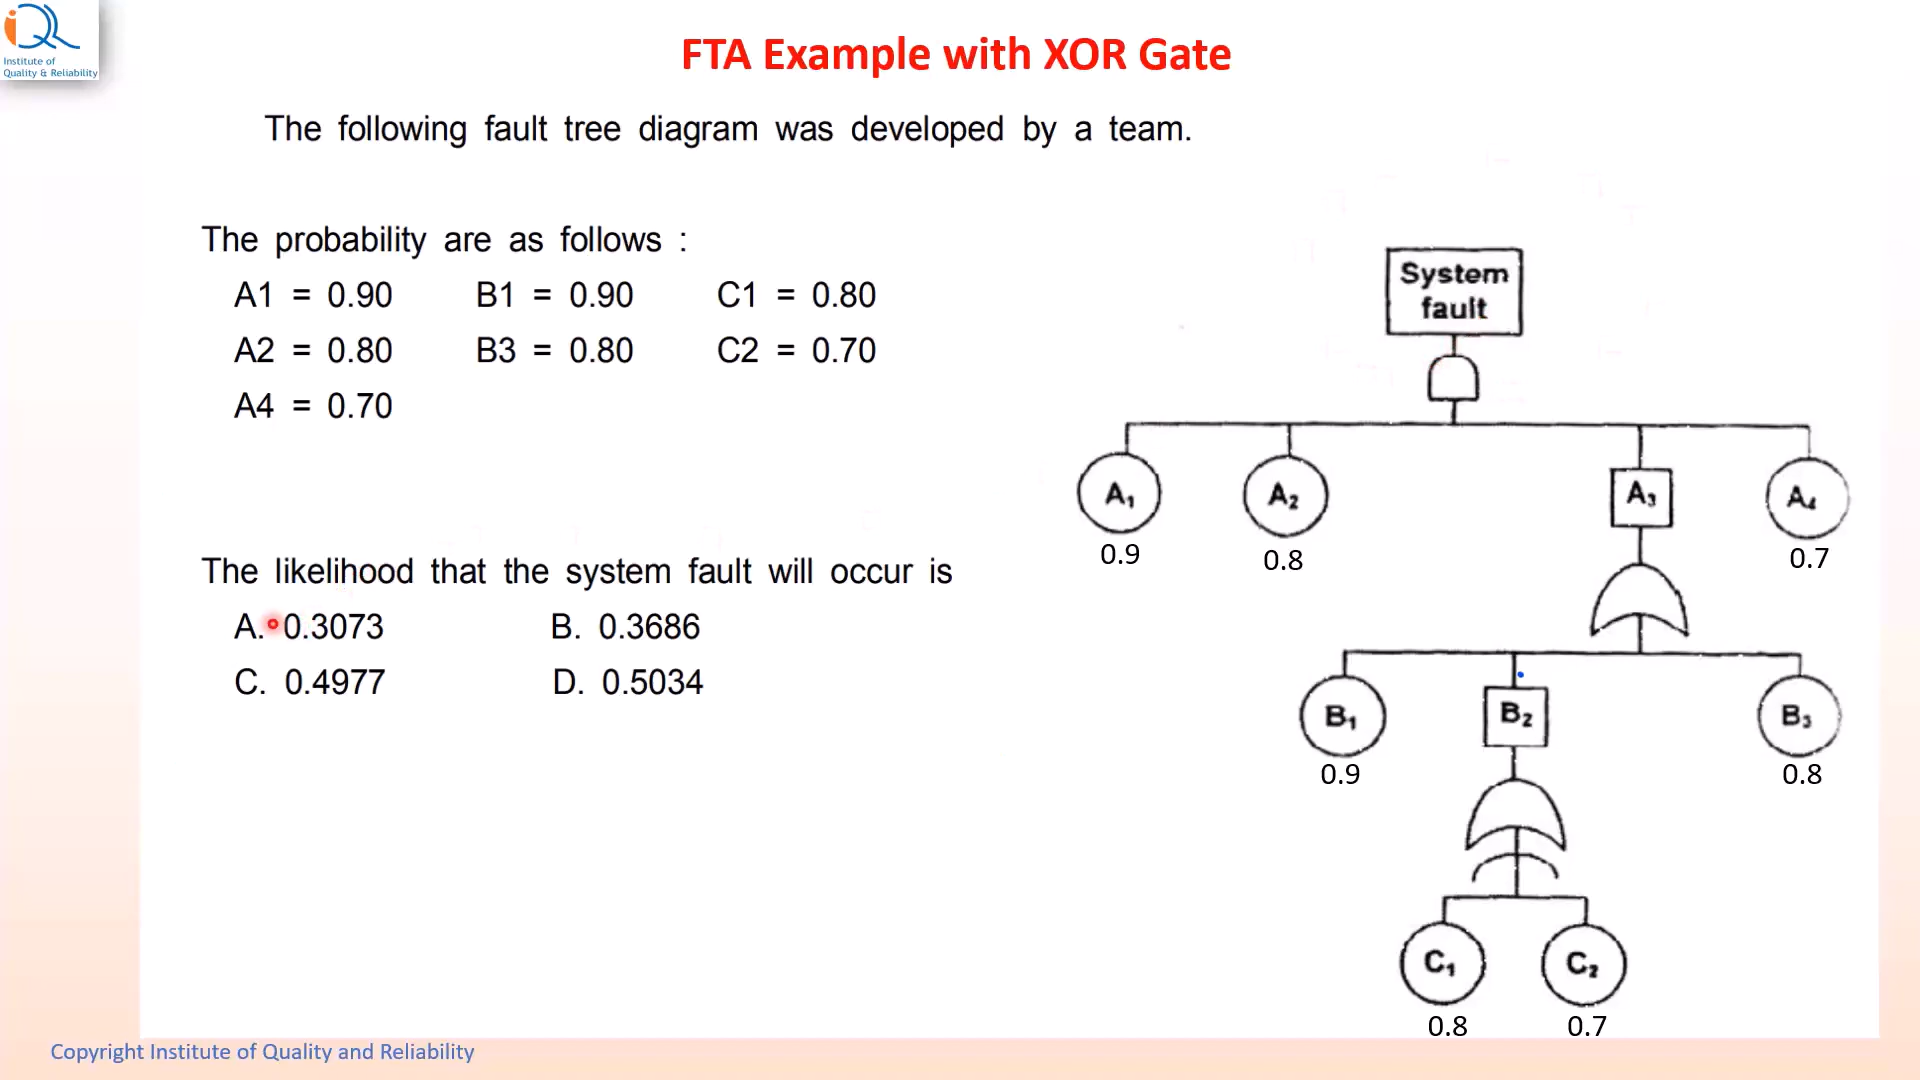 iQR
Institute of
Quality & Reliability
FTA Example with XOR Gate
The following fault tree diagram was developed by a team.
The probability are as follows :
A1 = 0.90 B1 = 0.90 C1 = 0.80
A2 = 0.80 B3 = 0.80 C2 = 0.70
A4 = 0.70
The likelihood that the system fault will occur is
A. 0.3073 B. 0.3686
C. 0.4977 D. 0.5034
System
fault
A₁ A₂ A₃ A₄
0.9 0.8 0.7
B₁ B₂ B₃
0.9 0.8
C₁ C₂
0.8 0.7
Copyright Institute of Quality and Reliability